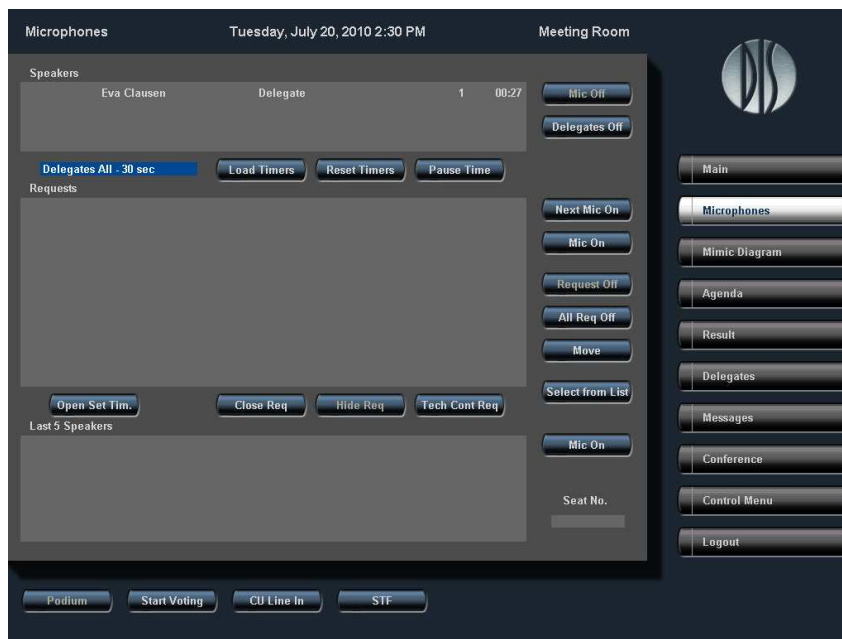 Microphones Tuesday, July 20, 2010 2:30 PM Meeting Room
DIS
Speakers
Eva Clausen Delegate 1 00:27
Mic Off
Delegates Off
Delegates All - 30 sec Load Timers Reset Timers Pause Time
Requests
Next Mic On
Mic On
Request Off
All Req Off
Move
Select from List
Open Set Tim. Close Req Hide Req Tech Cont Req
Last 5 Speakers
Mic On
Seat No.
Main
Microphones
Mimic Diagram
Agenda
Result
Delegates
Messages
Conference
Control Menu
Logout
Podium Start Voting CU Line In STF